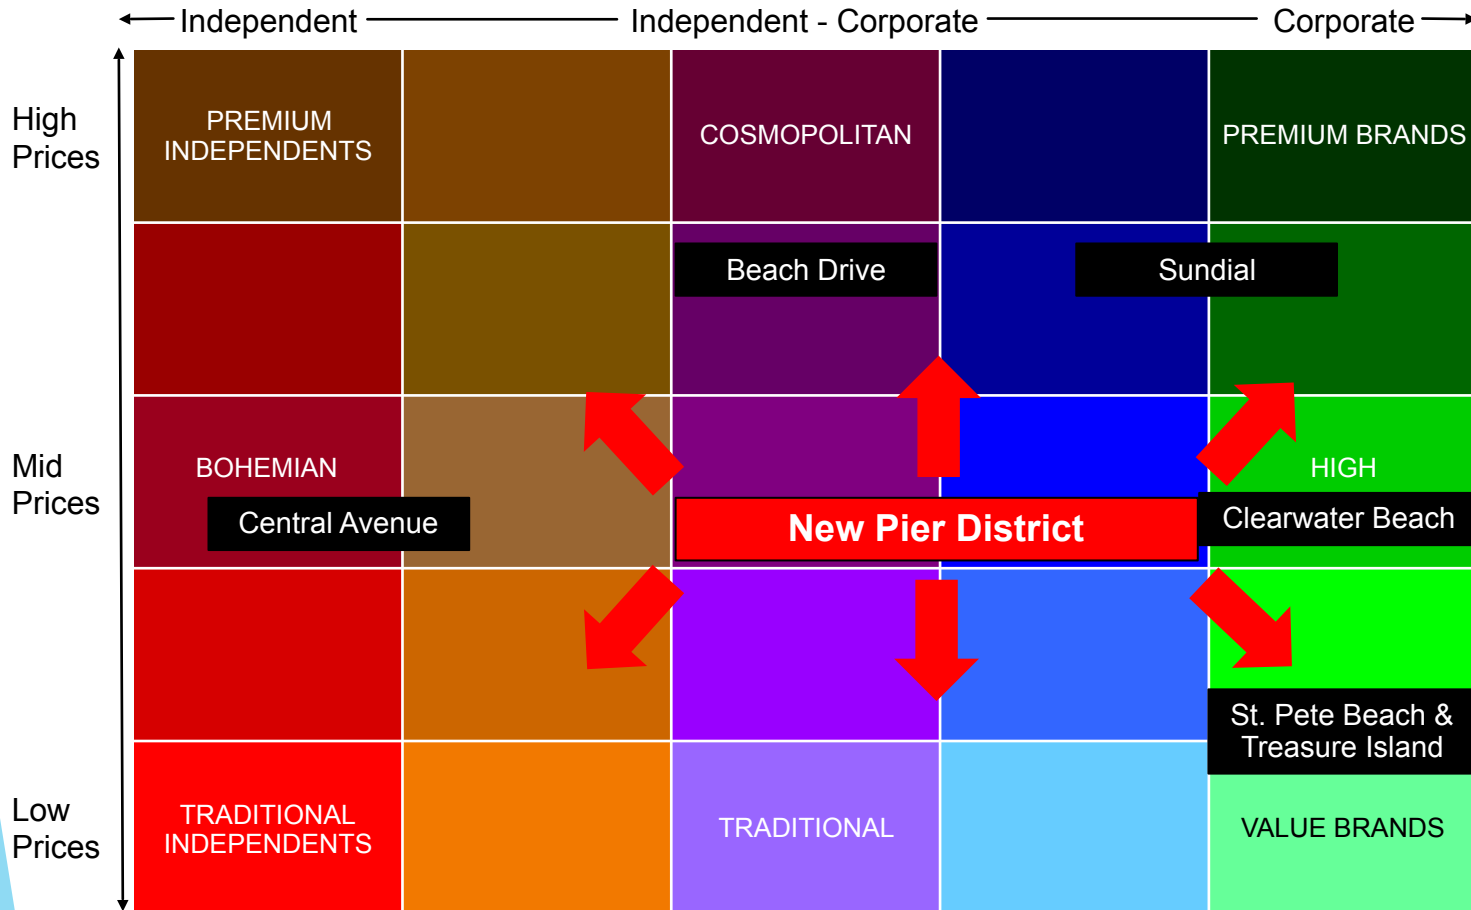 Independent
Independent - Corporate
Corporate
High
Prices
PREMIUM
INDEPENDENTS
COSMOPOLITAN
PREMIUM BRANDS
Beach Drive
Sundial
Mid
Prices
BOHEMIAN
HIGH
Central Avenue
New Pier District
Clearwater Beach
St. Pete Beach &
Treasure Island
Low
Prices
TRADITIONAL
INDEPENDENTS
TRADITIONAL
VALUE BRANDS